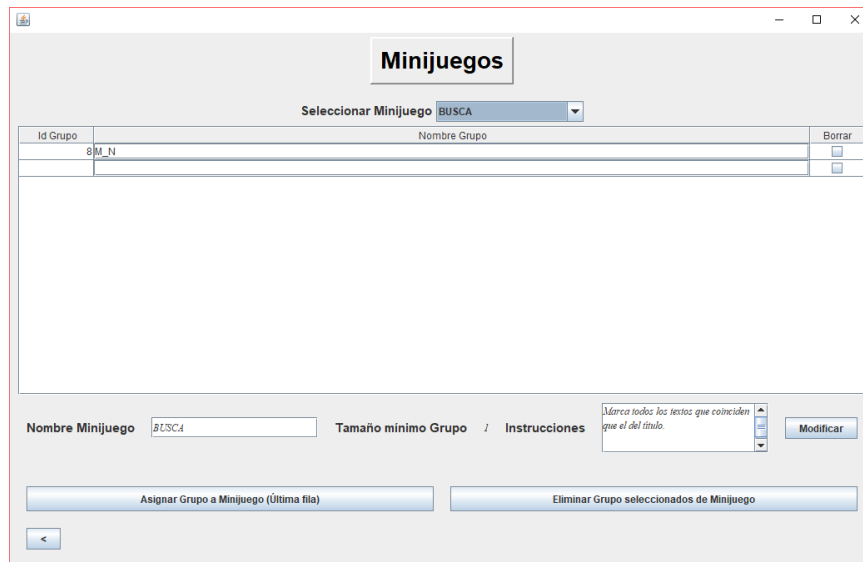 Minijuegos
Seleccionar Minijuego BUSCA
Id Grupo Nombre Grupo Borrar
8 M_N
Nombre Minijuego BUSCA Tamaño mínimo Grupo 1 Instrucciones Marca todos los textos que coinciden
que el del título. Modificar
Asignar Grupo a Minijuego (Última fila) Eliminar Grupo seleccionados de Minijuego
<